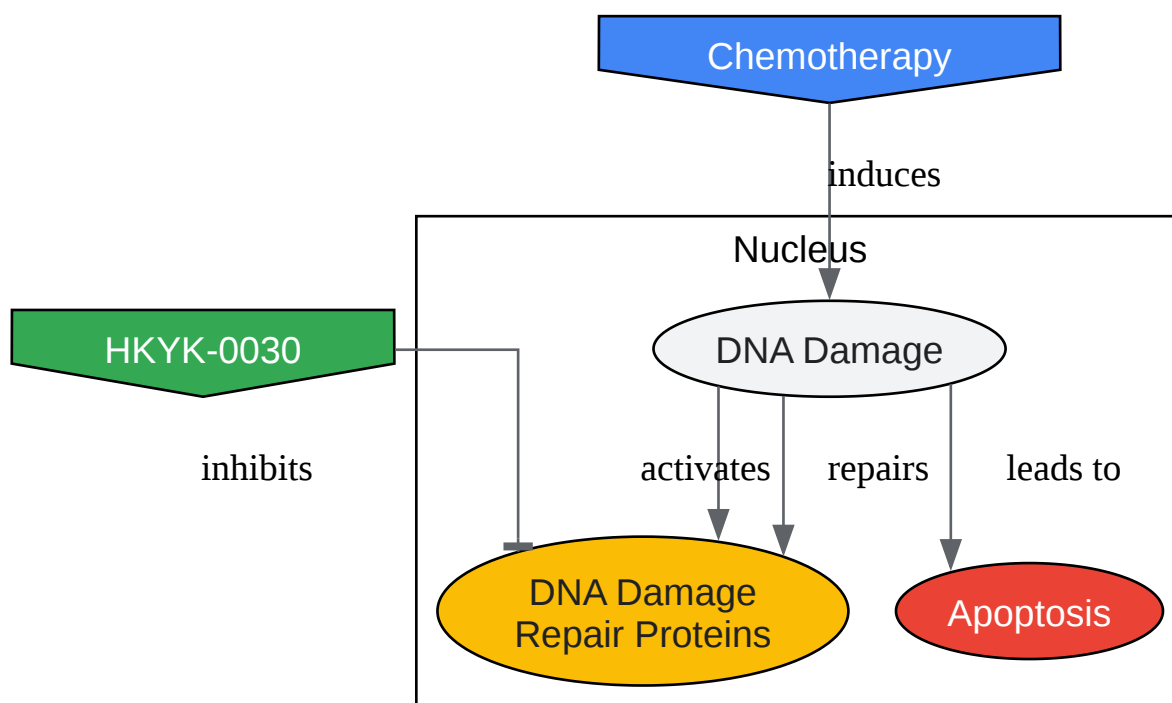 Chemotherapy
induces
Nucleus
HKYK-0030
DNA Damage
inhibits
activates
repairs
leads to
DNA Damage
Repair Proteins
Apoptosis